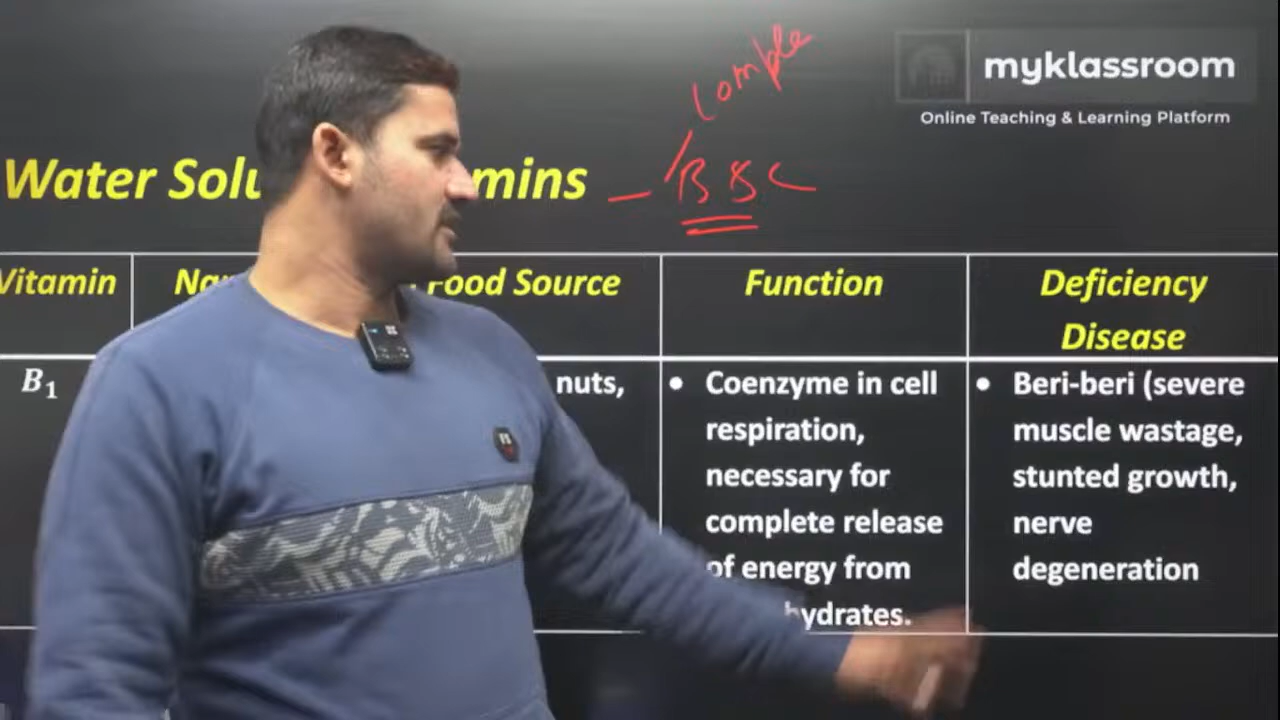 comple
myklassroom
Online Teaching & Learning Platform
Water Solu mins – B & C
Vitamin
Na Food Source
Function
Deficiency
Disease
B₁
nuts,
• Coenzyme in cell
respiration,
necessary for
complete release
of energy from
hydrates.
• Beri-beri (severe
muscle wastage,
stunted growth,
nerve
degeneration